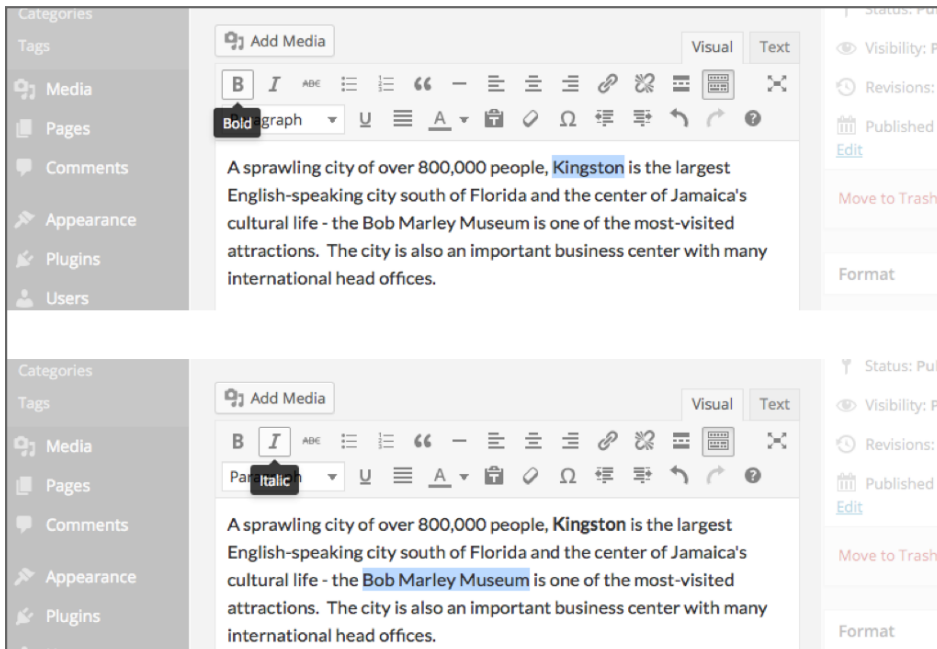 Categories
Tags
Media
Pages
Comments
Appearance
Plugins
Users
Add Media
Visual Text
B I ABC
Bold agraph U A Ω
A sprawling city of over 800,000 people, Kingston is the largest
English-speaking city south of Florida and the center of Jamaica's
cultural life - the Bob Marley Museum is one of the most-visited
attractions. The city is also an important business center with many
international head offices.
Status: Pu
Visibility: P
Revisions:
Published
Edit
Move to Trash
Format
Categories
Tags
Media
Pages
Comments
Appearance
Plugins
Add Media
Visual Text
B I ABC
Par Italic h U A Ω
A sprawling city of over 800,000 people, Kingston is the largest
English-speaking city south of Florida and the center of Jamaica's
cultural life - the Bob Marley Museum is one of the most-visited
attractions. The city is also an important business center with many
international head offices.
Status: Pul
Visibility: P
Revisions:
Published
Edit
Move to Trash
Format